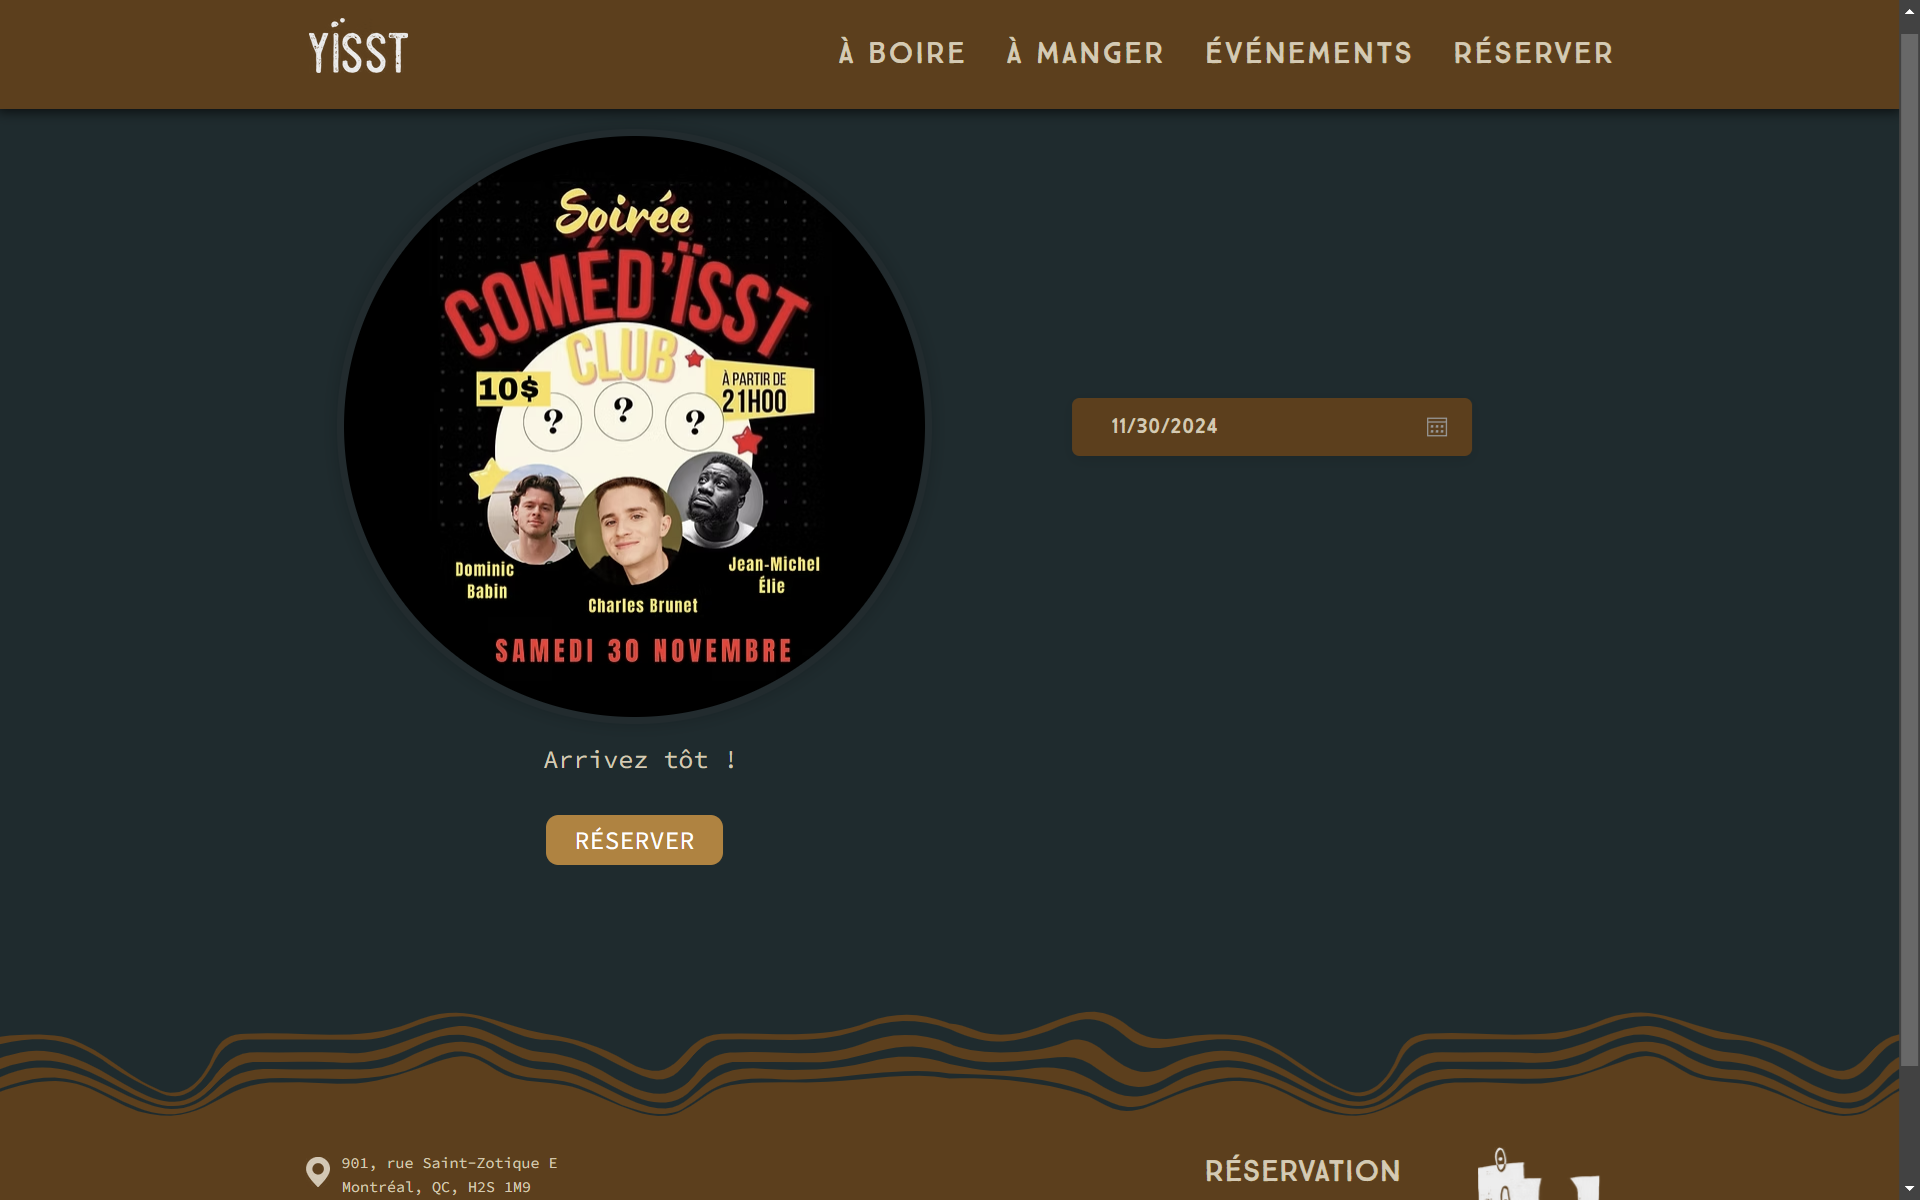 YÏSST
À BOIRE
À MANGER
ÉVÉNEMENTS
RÉSERVER
Soirée
COMÉD'ÏSST
CLUB
10$
À PARTIR DE
21H00
? ? ?
Dominic
Babin
Charles Brunet
Jean-Michel
Élie
SAMEDI 30 NOVEMBRE
11/30/2024
Arrivez tôt !
RÉSERVER
901, rue Saint-Zotique E
Montréal, QC, H2S 1M9
RÉSERVATION